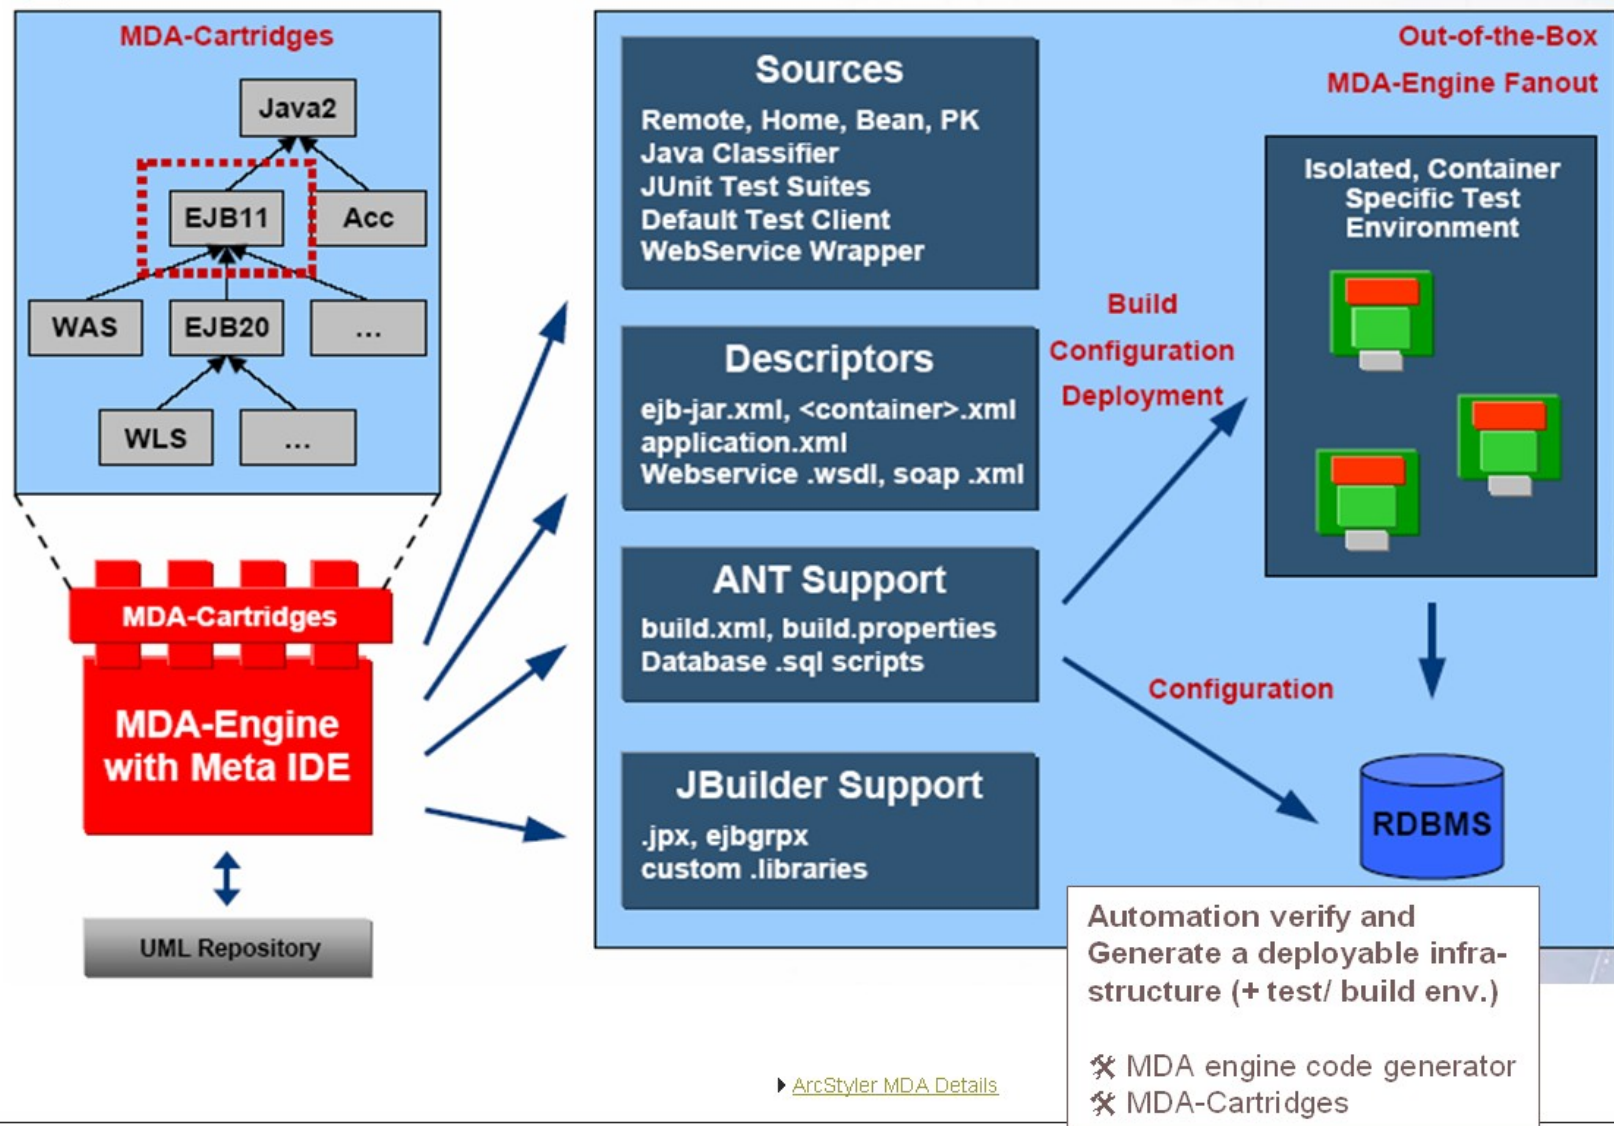 MDA-Cartridges
Java2
EJB11
Acc
WAS
EJB20
...
WLS
...
MDA-Cartridges
MDA-Engine
with Meta IDE
UML Repository
Out-of-the-Box
MDA-Engine Fanout
Sources
Remote, Home, Bean, PK
Java Classifier
JUnit Test Suites
Default Test Client
WebService Wrapper
Descriptors
ejb-jar.xml, <container>.xml
application.xml
Webservice .wsdl, soap .xml
ANT Support
build.xml, build.properties
Database .sql scripts
JBuilder Support
.jpx, ejbgrpx
custom .libraries
Build
Configuration
Deployment
Configuration
Isolated, Container
Specific Test
Environment
RDBMS
Automation verify and
Generate a deployable infra-
structure (+ test/ build env.)
MDA engine code generator
MDA-Cartridges
ArcStyler MDA Details